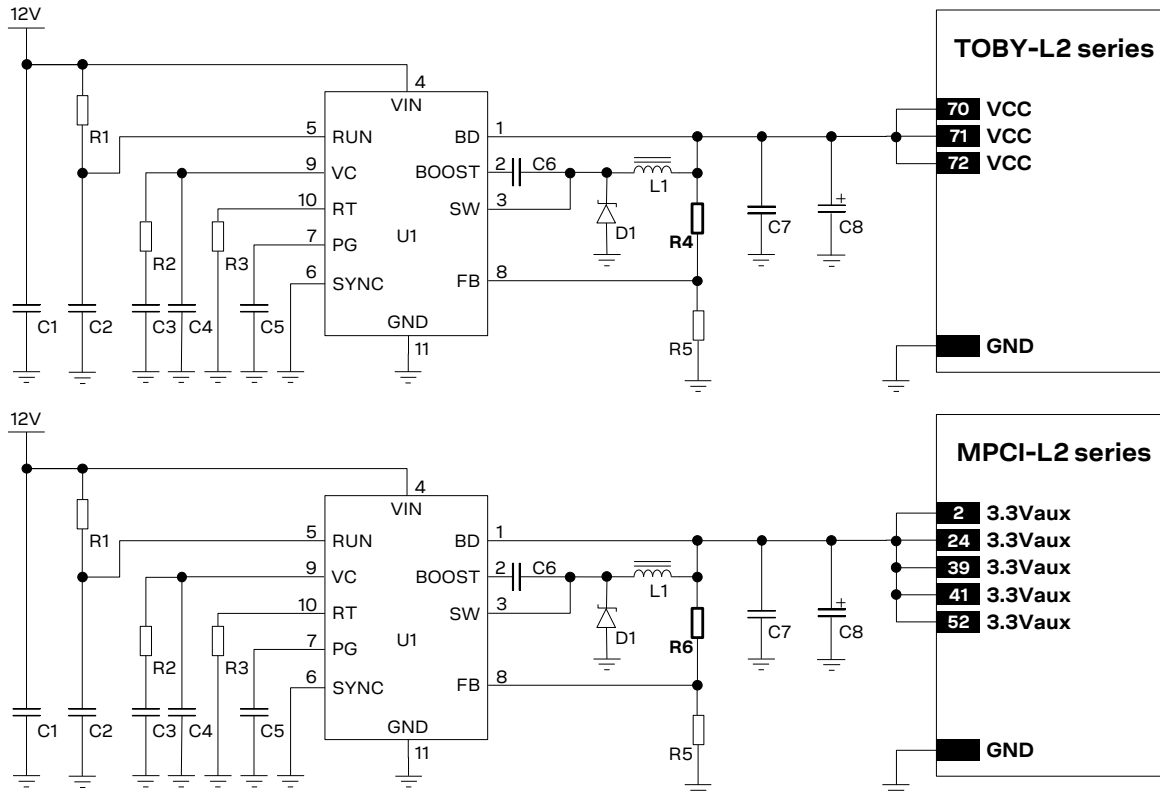 12V
TOBY-L2 series
4
VIN
R1
5 RUN
BD 1
70 VCC
71 VCC
72 VCC
9 VC
BOOST 2
C6
L1
10 RT
SW 3
D1
R4
C7
+
C8
R2
R3
7 PG
U1
6 SYNC
FB 8
C1
C2
C3
C4
C5
GND
11
R5
GND
12V
MPCI-L2 series
4
VIN
R1
5 RUN
BD 1
2 3.3Vaux
24 3.3Vaux
39 3.3Vaux
41 3.3Vaux
52 3.3Vaux
9 VC
BOOST 2
C6
L1
10 RT
SW 3
D1
R6
C7
+
C8
R2
R3
7 PG
U1
6 SYNC
FB 8
C1
C2
C3
C4
C5
GND
11
R5
GND